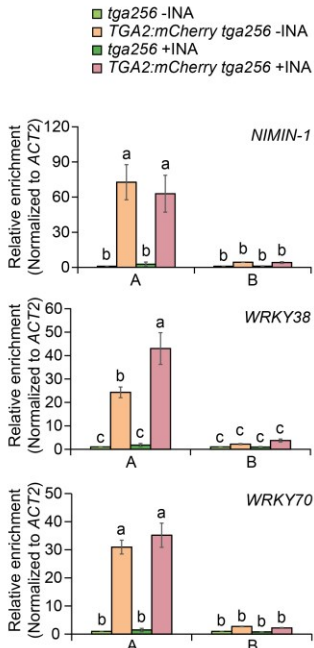 tga256 -INA
TGA2:mCherry tga256 -INA
tga256 +INA
TGA2:mCherry tga256 +INA
NIMIN-1
Relative enrichment
(Normalized to ACT2)
120
90
60
30
0
b a b a b b b b
A B
WRKY38
Relative enrichment
(Normalized to ACT2)
60
50
40
30
20
10
0
c b c a c c c c
A B
WRKY70
Relative enrichment
(Normalized to ACT2)
50
40
30
20
10
0
b a b a b b b b
A B